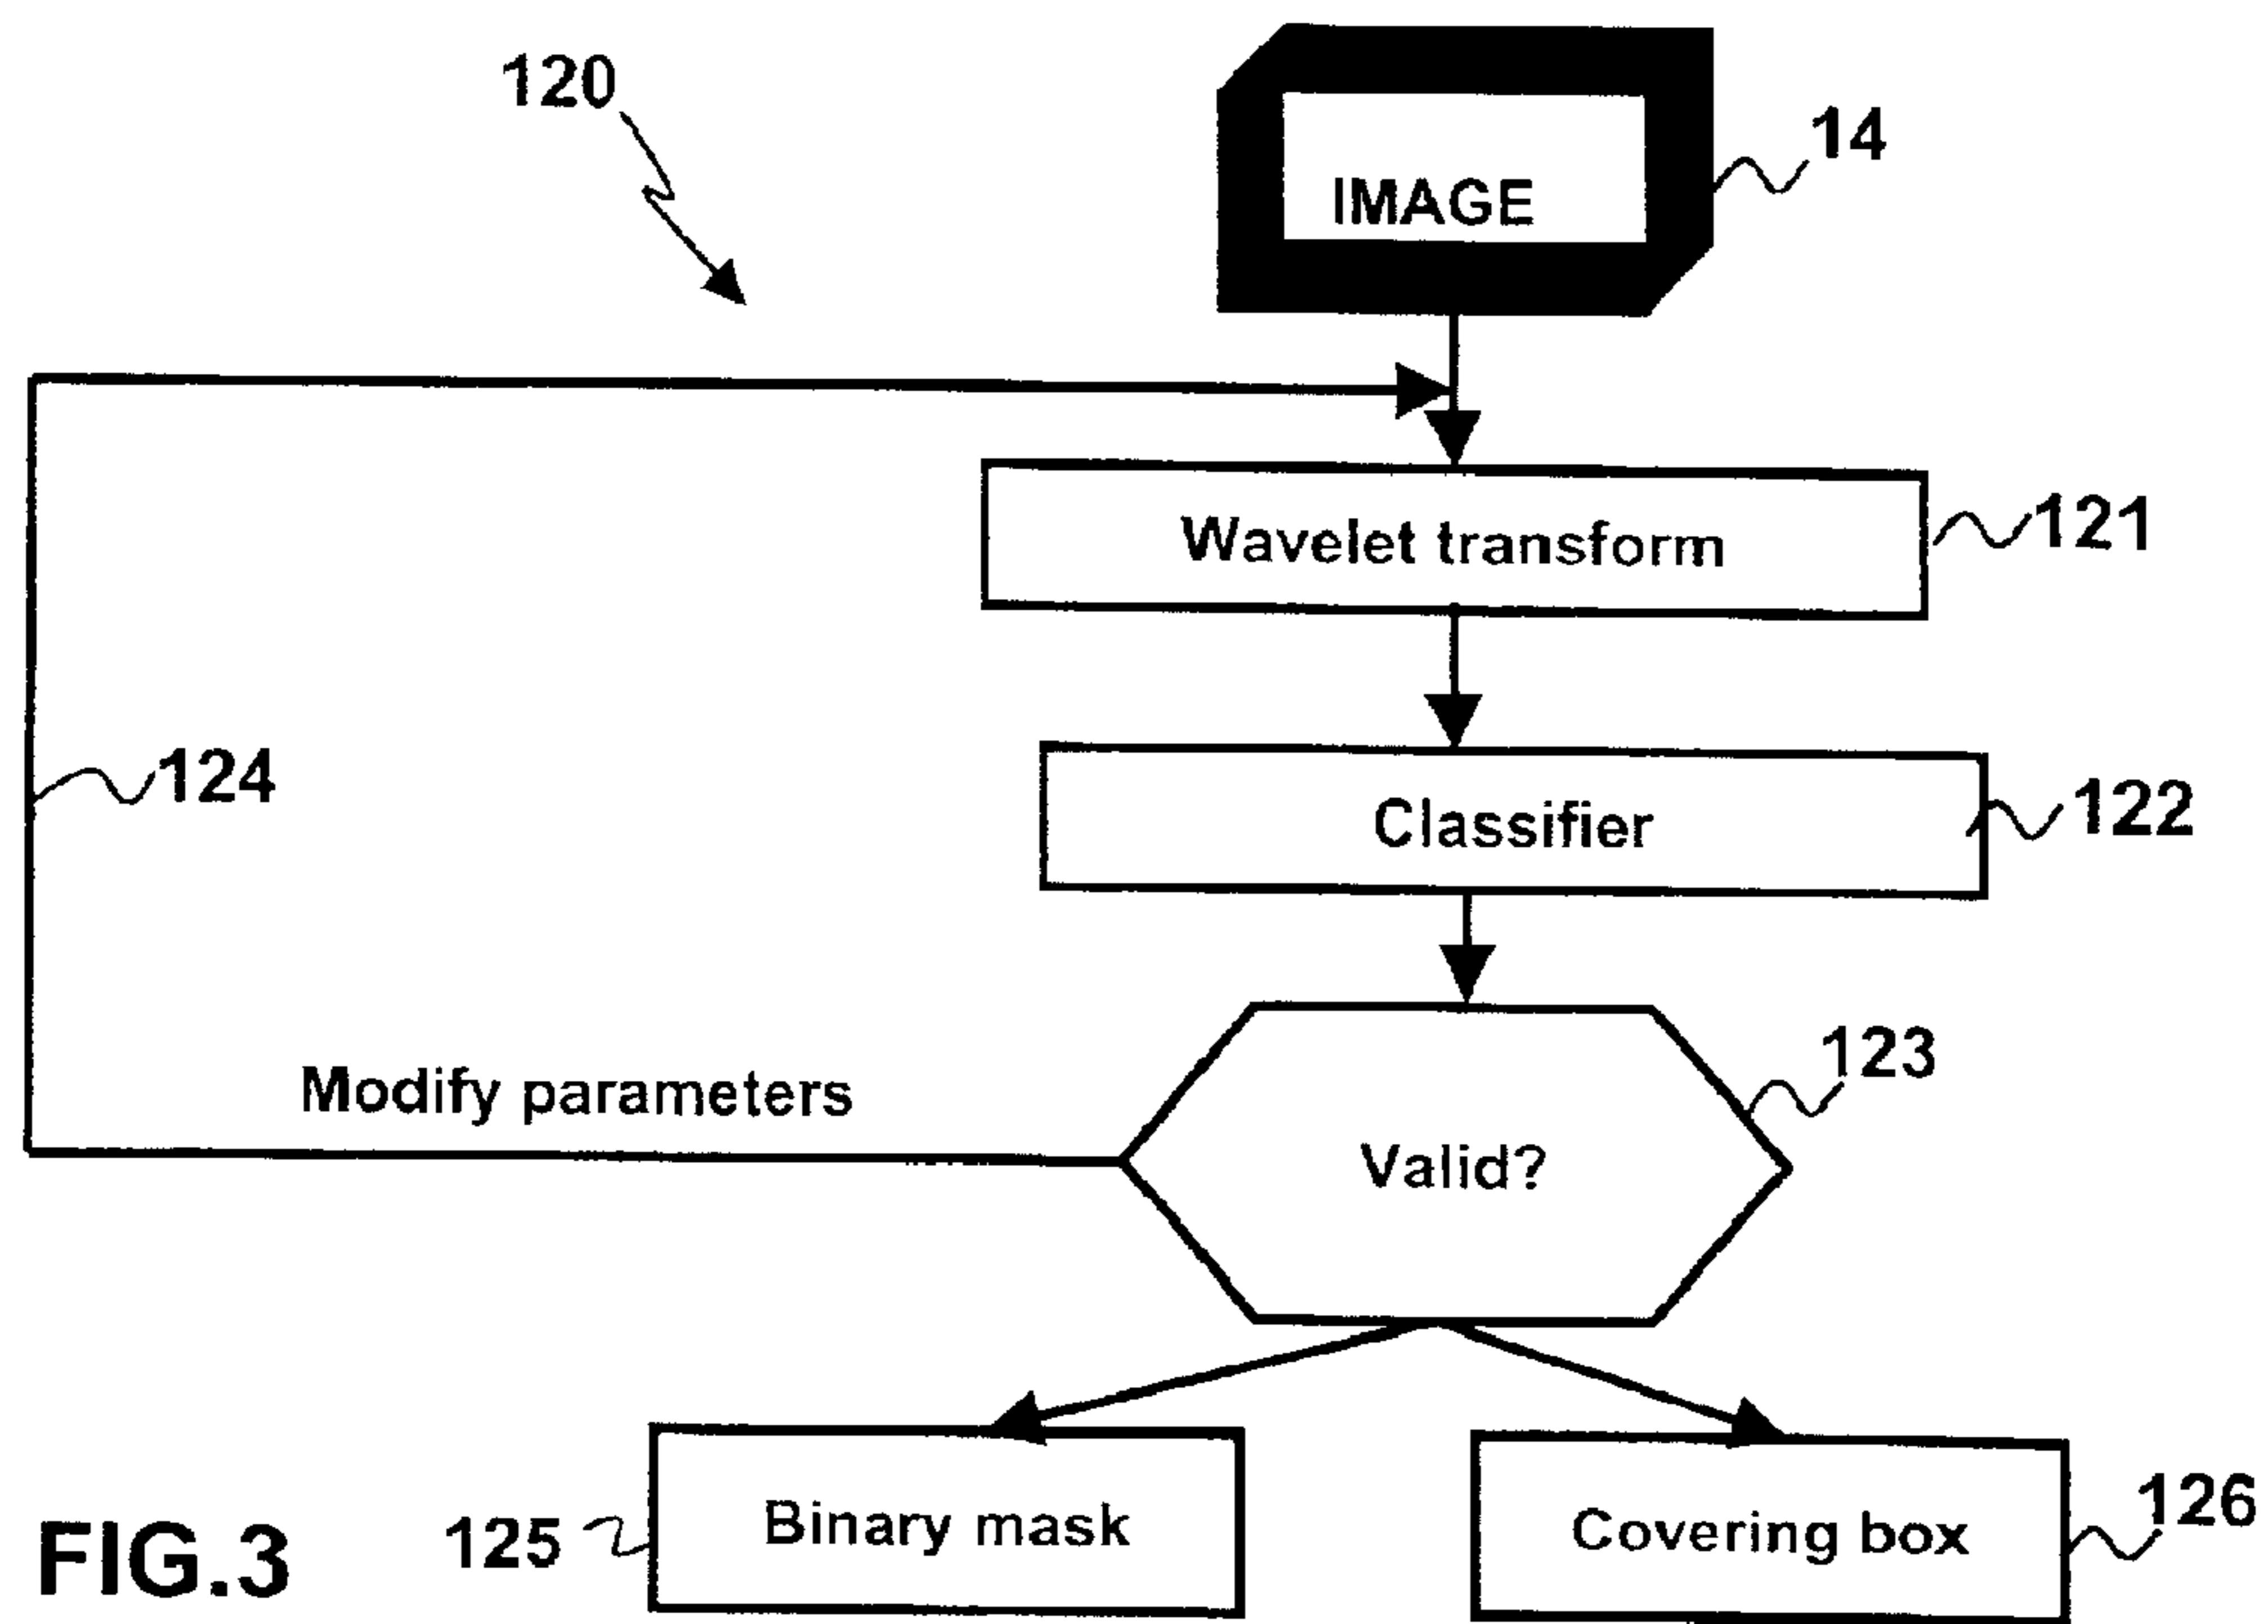 120
IMAGE
14
Wavelet transform
121
124
Classifier
122
Modify parameters
Valid?
123
Binary mask
125
Covering box
126
FIG.3